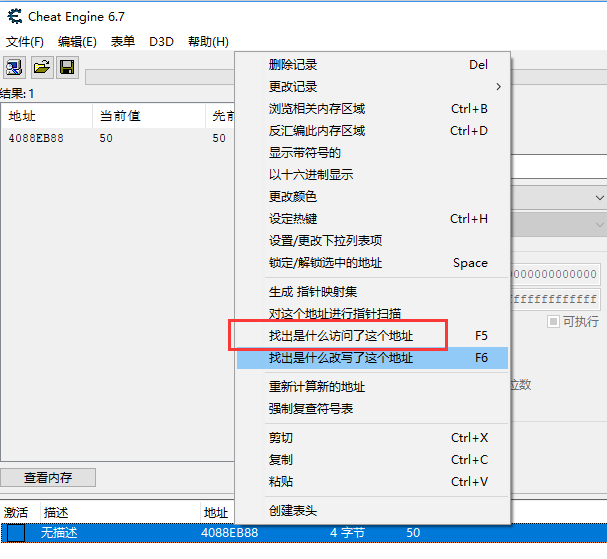 Cheat Engine 6.7
文件(F) 编辑(E) 表单 D3D 帮助(H)
结果: 1
地址 当前值 先前
4088EB88 50 50
删除记录 Del
更改记录
浏览相关内存区域 Ctrl+B
反汇编此内存区域 Ctrl+D
显示带符号的
以十六进制显示
更改颜色
设定热键 Ctrl+H
设置/更改下拉列表项
锁定/解锁选中的地址 Space
生成 指针映射集
对这个地址进行指针扫描
找出是什么访问了这个地址 F5
找出是什么改写了这个地址 F6
重新计算新的地址
强制复查符号表
剪切 Ctrl+X
复制 Ctrl+C
粘贴 Ctrl+V
创建表头
0000000000000
fffffffffffff
可执行
位数
查看内存
激活 描述 地址
无描述 4088EB88 4 字节 50